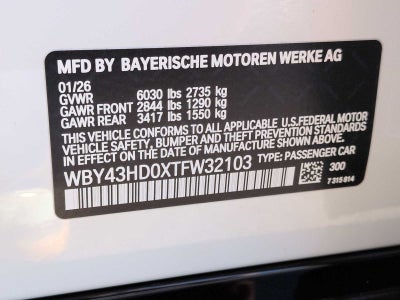 MFD BY BAYERISCHE MOTOREN WERKE AG
01/26
GVWR 6030 lbs 2735 kg
GAWR FRONT 2844 lbs 1290 kg
GAWR REAR 3417 lbs 1550 kg
THIS VEHICLE CONFORMS TO ALL APPLICABLE U.S.FEDERAL MOTOR
VEHICLE SAFETY, BUMPER AND THEFT PREVENTION STANDARDS
IN EFFECT ON THE DATE OF MANUFACTURE SHOWN ABOVE.
WBY43HD0XTFW32103 TYPE: PASSENGER CAR
300
7315814